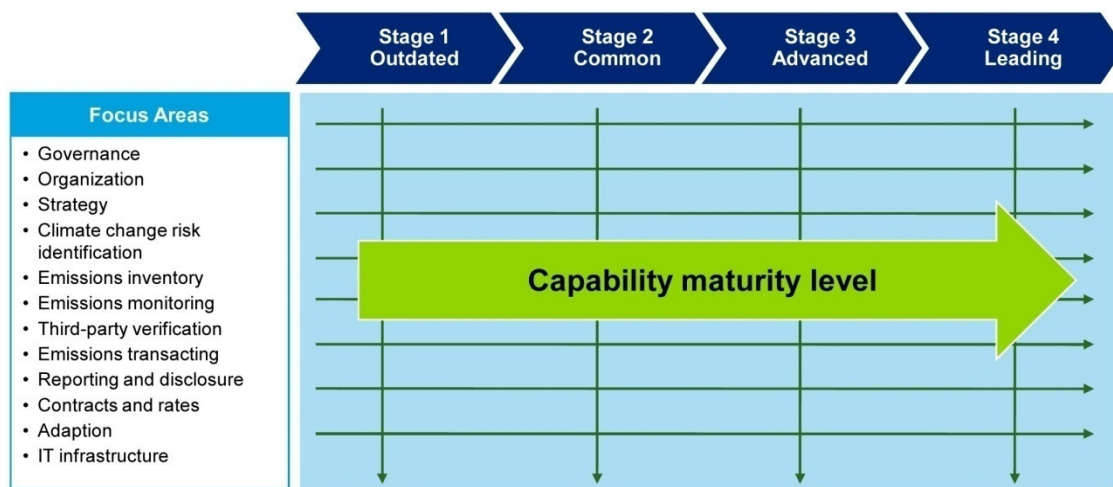 Stage 1
Outdated
Stage 2
Common
Stage 3
Advanced
Stage 4
Leading
Focus Areas
• Governance
• Organization
• Strategy
• Climate change risk
identification
• Emissions inventory
• Emissions monitoring
• Third-party verification
• Emissions transacting
• Reporting and disclosure
• Contracts and rates
• Adaption
• IT infrastructure
Capability maturity level